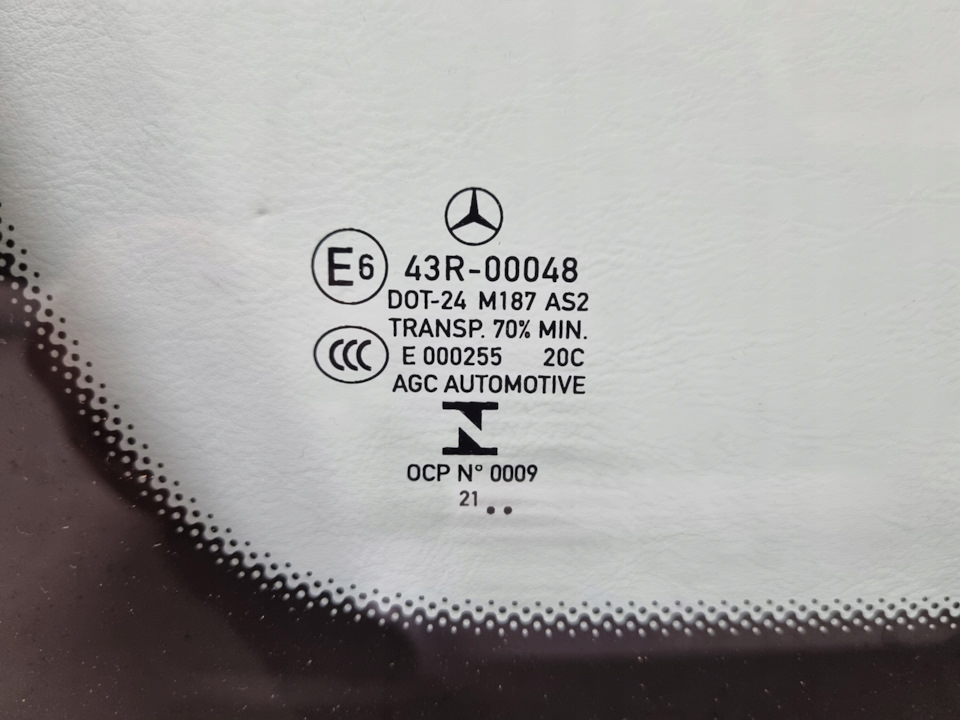 E6 43R-00048
DOT-24 M187 AS2
TRANSP. 70% MIN.
CCC E 000255 20C
AGC AUTOMOTIVE
N
OCP N° 0009
21 ..